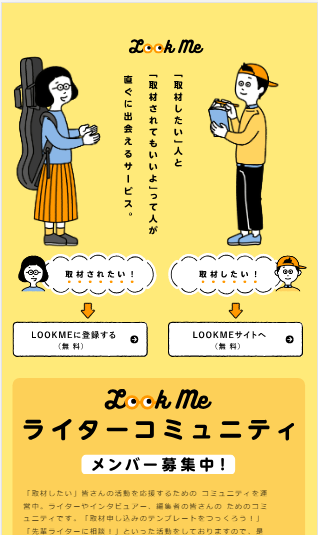 Look Me
「取材したい」人と
「取材されてもいいよ」って人が
直ぐに出会えるサービス。
取材されたい！
取材したい！
LOOKMEに登録する
（無料）
LOOKMEサイトへ
（無料）
Look Me
ライターコミュニティ
メンバー募集中！
「取材したい」皆さんの活動を応援するための コミュニティを運
営中。ライターやインタビュアー、編集者の皆さんの ためのコミ
ュニティです。「取材申し込みのテンプレートをつっくろう！」
「先輩ライターに相談！」といった活動をしておりますので、是